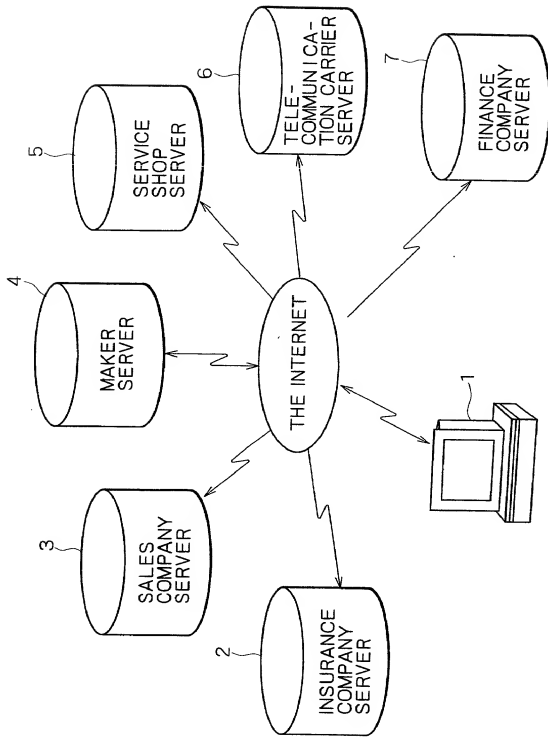 1
2
INSURANCE
COMPANY
SERVER
3
SALES
COMPANY
SERVER
4
MAKER
SERVER
5
SERVICE
SHOP
SERVER
6
TELE-
COMMUNICA-
TION CARRIER
SERVER
7
FINANCE
COMPANY
SERVER
THE INTERNET